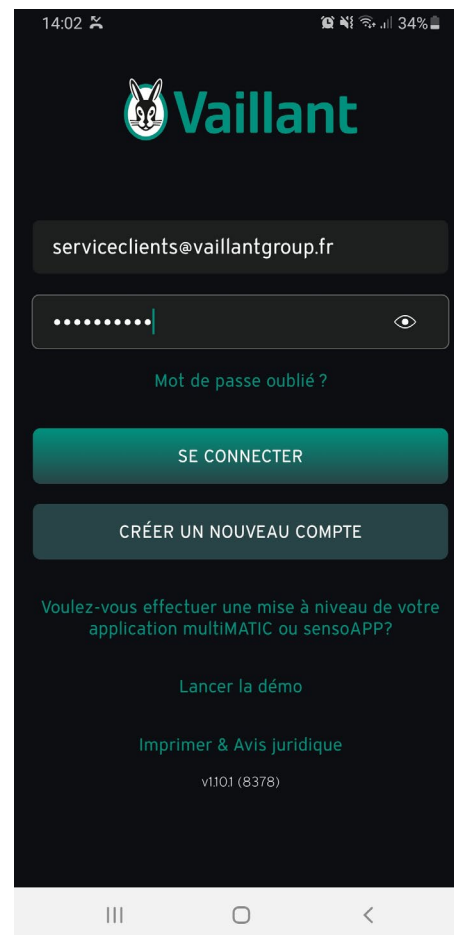 14:02
34%
Vaillant
serviceclients@vaillantgroup.fr
••••••••••
Mot de passe oublié ?
SE CONNECTER
CRÉER UN NOUVEAU COMPTE
Voulez-vous effectuer une mise à niveau de votre
application multiMATIC ou sensoAPP?
Lancer la démo
Imprimer & Avis juridique
v1.10.1 (8378)